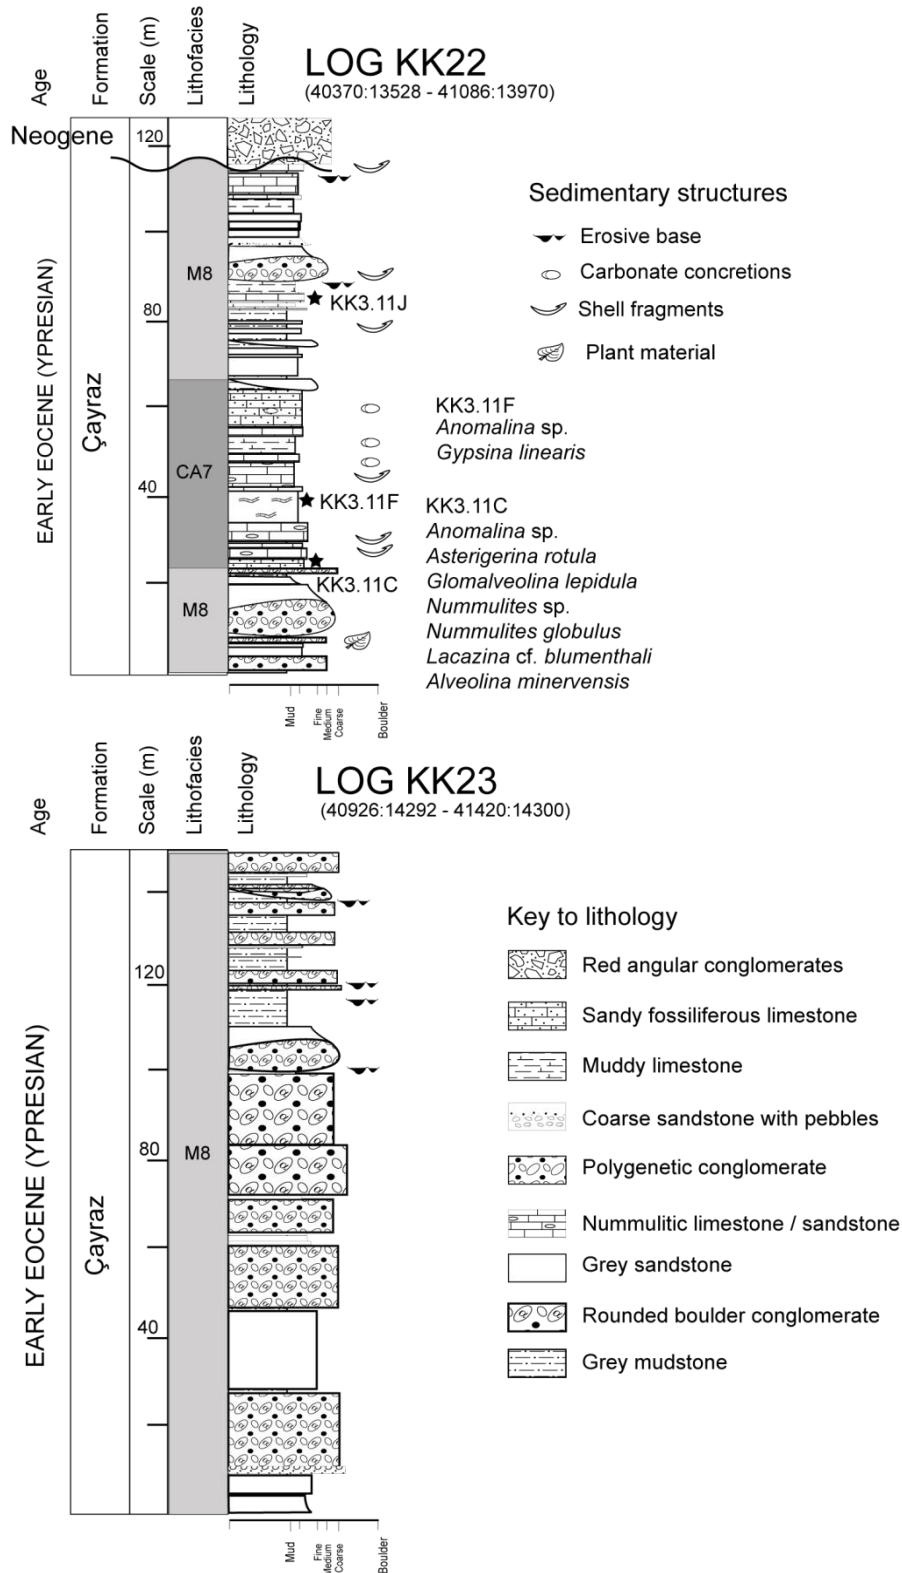 Age
Formation
Scale (m)
Lithofacies
Lithology
LOG KK22
(40370:13528 - 41086:13970)
Neogene
120
80
40
EARLY EOCENE (YPRESIAN)
Çayraz
M8
CA7
M8
KK3.11J
KK3.11F
KK3.11C
Mud
Fine
Medium
Coarse
Boulder
Sedimentary structures
Erosive base
Carbonate concretions
Shell fragments
Plant material
KK3.11F
Anomalina sp.
Gypsina linearis
KK3.11C
Anomalina sp.
Asterigerina rotula
Glomalveolina lepidula
Nummulites sp.
Nummulites globulus
Lacazina cf. blumenthali
Alveolina minervensis
Age
Formation
Scale (m)
Lithofacies
Lithology
LOG KK23
(40926:14292 - 41420:14300)
120
80
40
EARLY EOCENE (YPRESIAN)
Çayraz
M8
Mud
Fine
Medium
Coarse
Boulder
Key to lithology
Red angular conglomerates
Sandy fossiliferous limestone
Muddy limestone
Coarse sandstone with pebbles
Polygenetic conglomerate
Nummulitic limestone / sandstone
Grey sandstone
Rounded boulder conglomerate
Grey mudstone